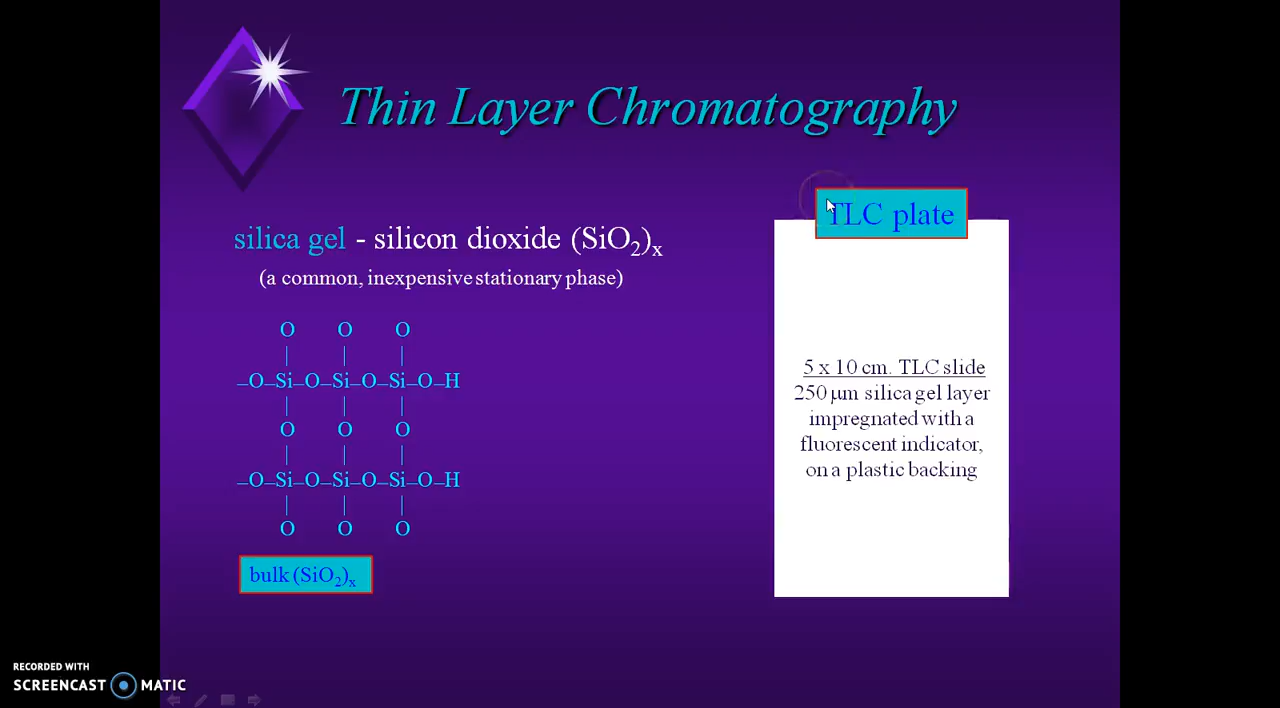 Thin Layer Chromatography
silica gel - silicon dioxide (SiO₂)ₓ
(a common, inexpensive stationary phase)
O O O
| | |
–O–Si–O–Si–O–Si–O–H
| | |
O O O
| | |
–O–Si–O–Si–O–Si–O–H
| | |
O O O
bulk (SiO₂)ₓ
TLC plate
5 x 10 cm. TLC slide
250 µm silica gel layer
impregnated with a
fluorescent indicator,
on a plastic backing
RECORDED WITH
SCREENCAST MATIC